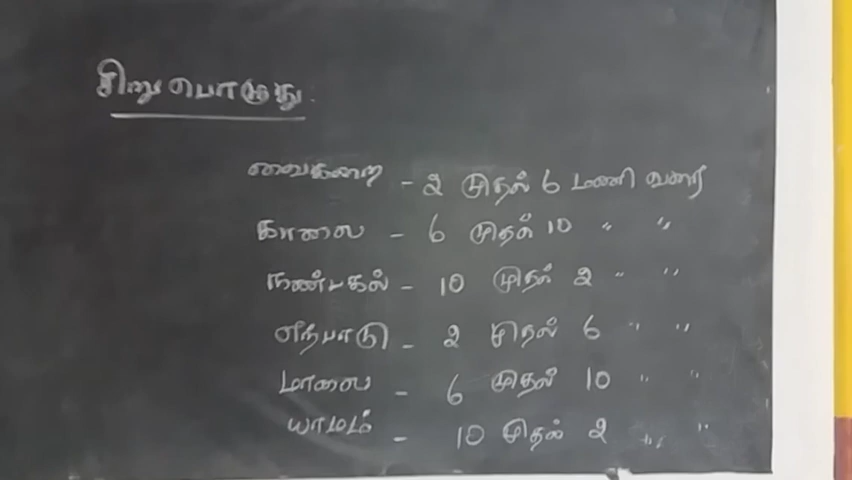 சிறுபொழுது.
வைகறை - 2 முதல் 6 மணி வரை
காலை - 6 முதல் 10 " "
நண்பகல் - 10 முதல் 2 " "
எற்பாடு - 2 முதல் 6 " "
மாலை - 6 முதல் 10 " "
யாமம் - 10 முதல் 2 " "